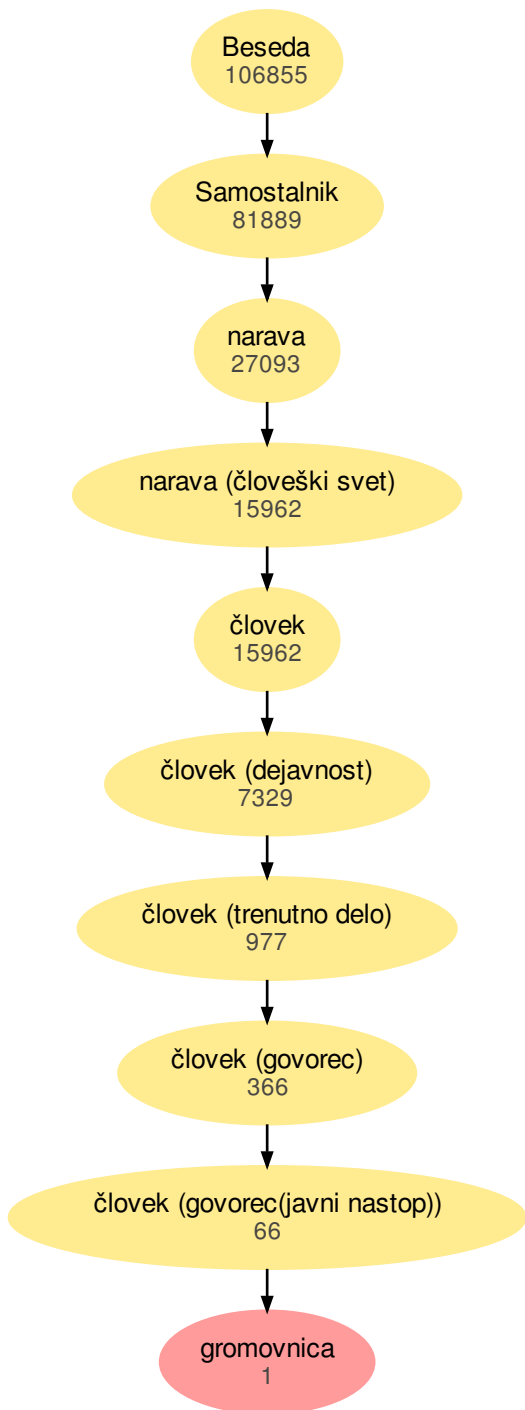 Beseda
106855
Samostalnik
81889
narava
27093
narava (človeški svet)
15962
človek
15962
človek (dejavnost)
7329
človek (trenutno delo)
977
človek (govorec)
366
človek (govorec(javni nastop))
66
gromovnica
1